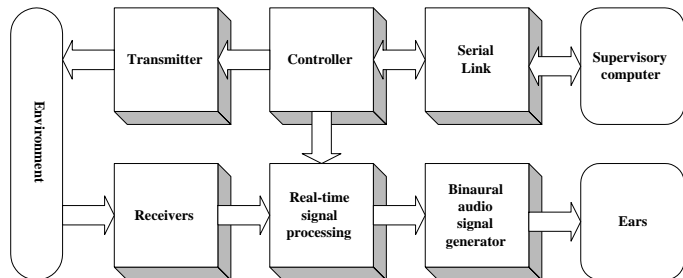 Environment
Transmitter
Controller
Serial
Link
Supervisory
computer
Receivers
Real-time
signal
processing
Binaural
audio
signal
generator
Ears